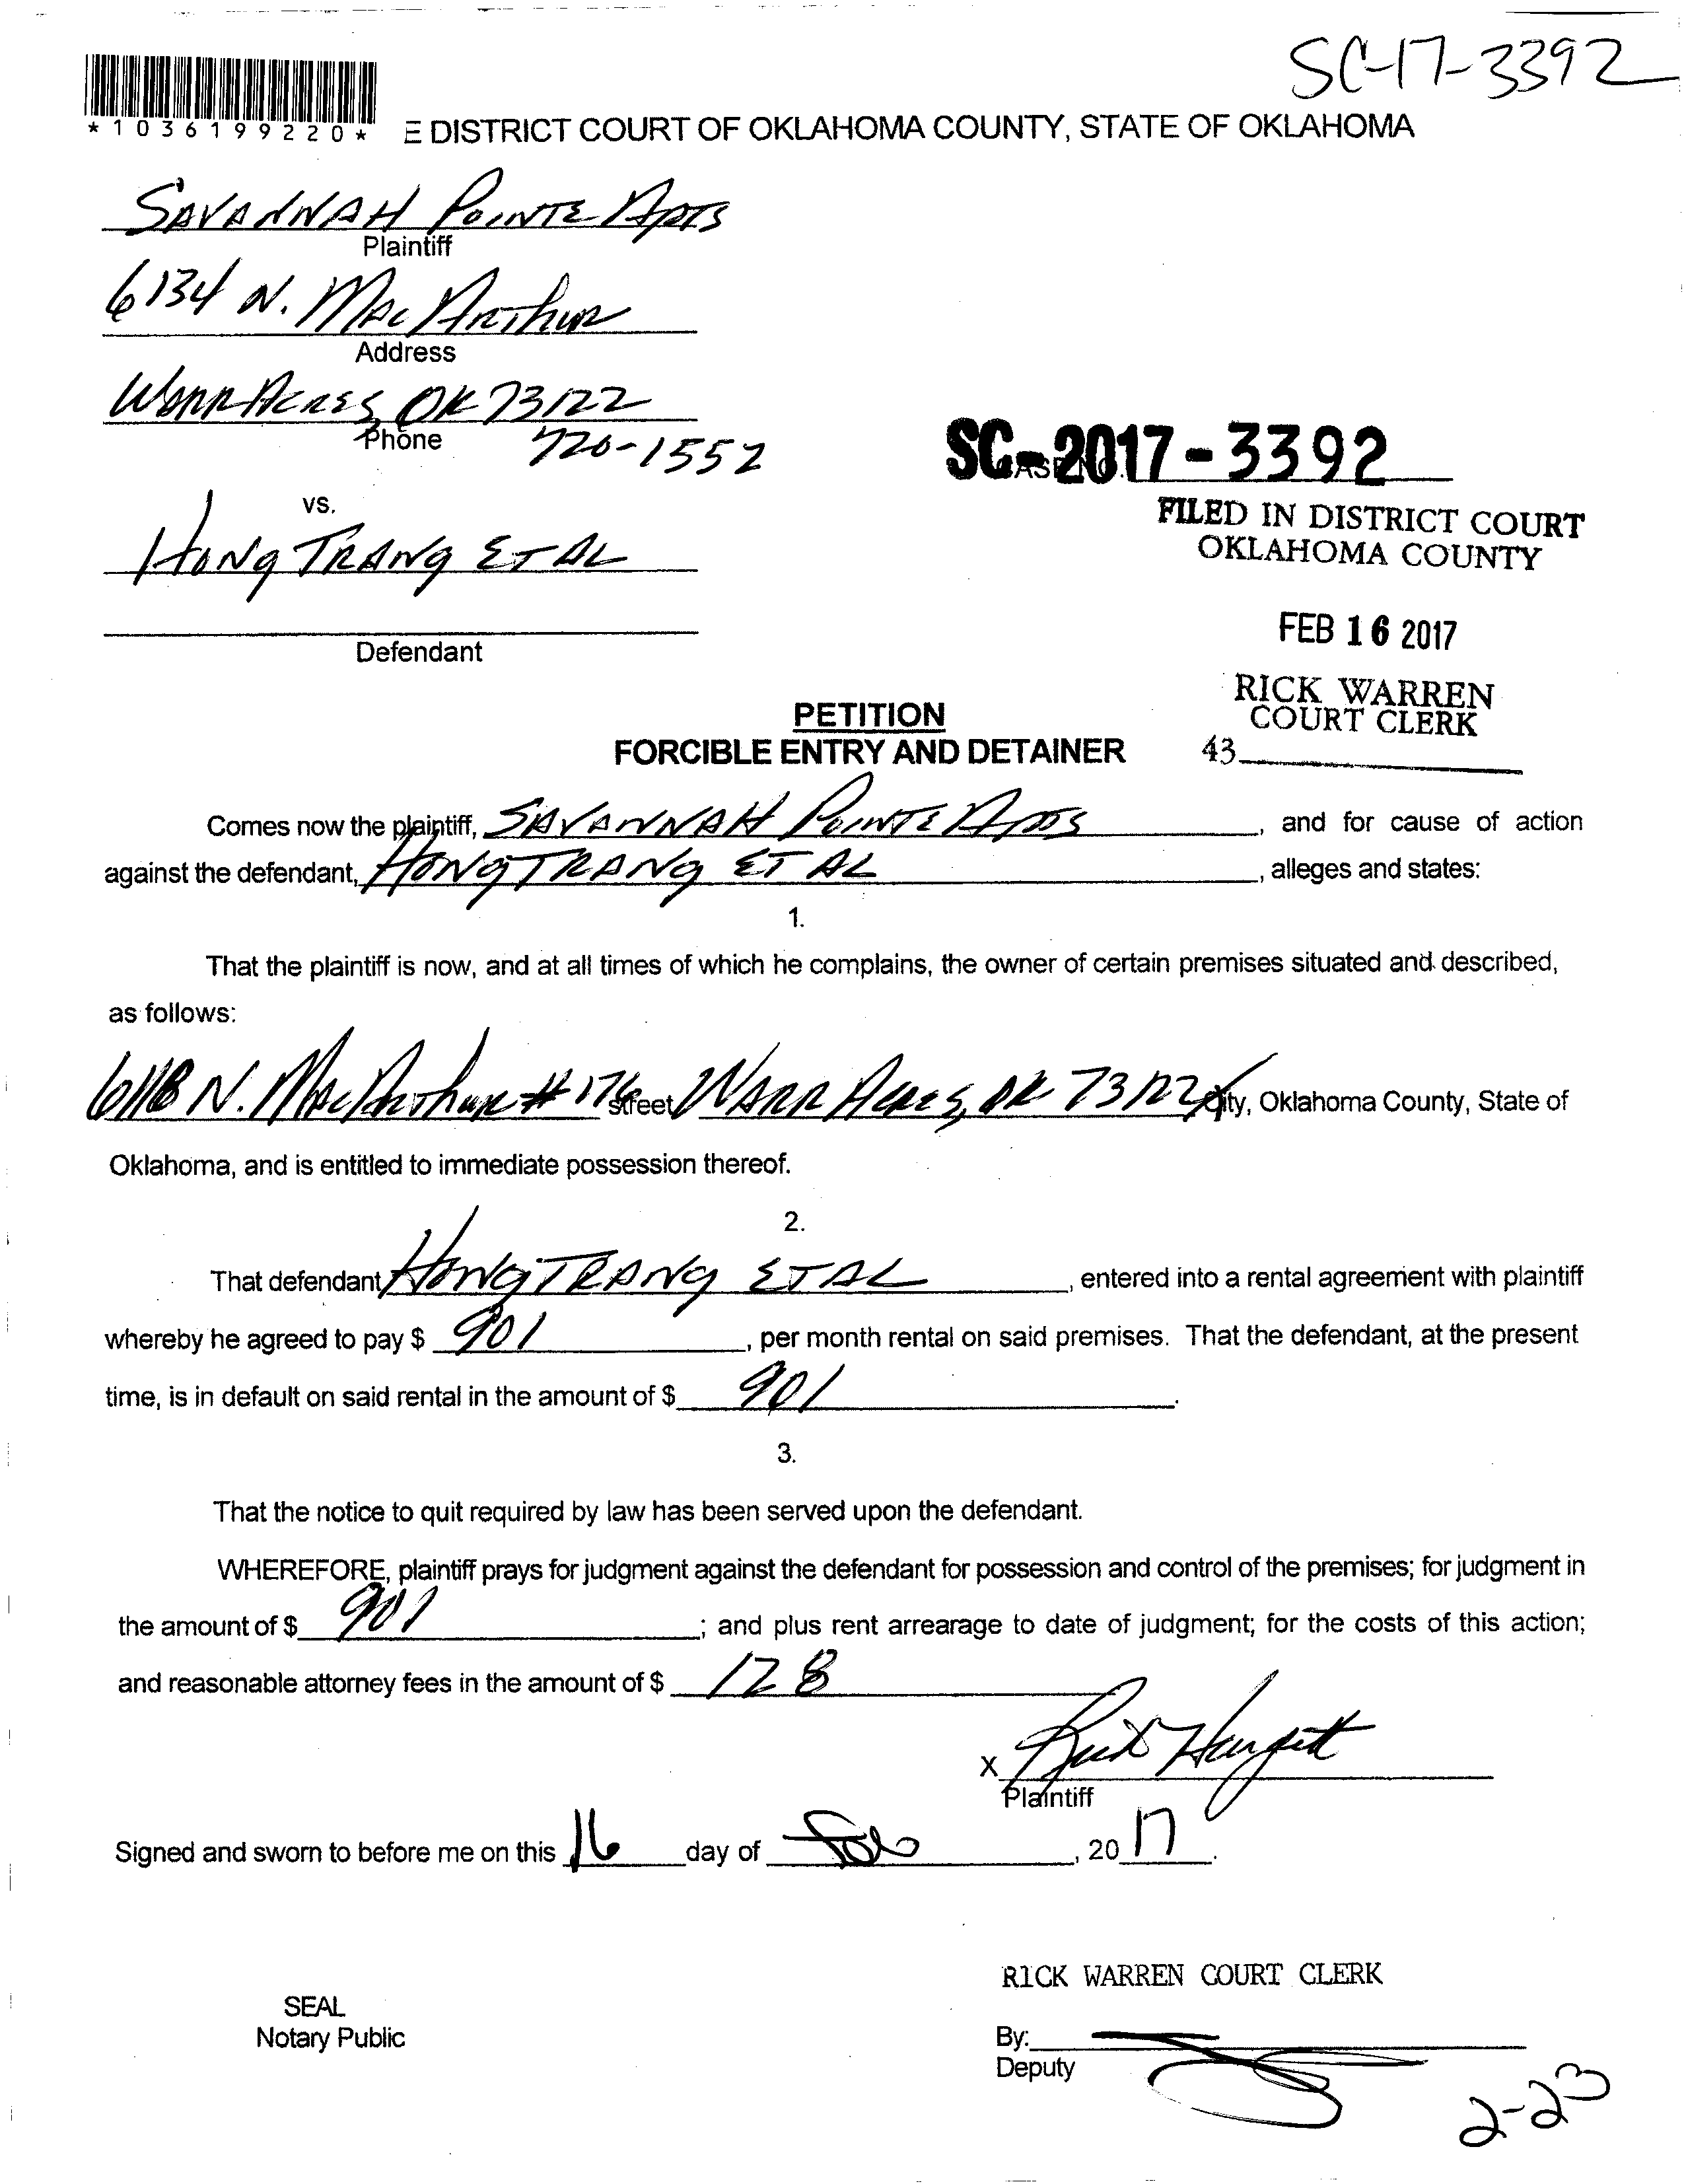 SC-17-3392
*1036199220*
E DISTRICT COURT OF OKLAHOMA COUNTY, STATE OF OKLAHOMA
SAVANNAH POINTE APTS
Plaintiff
6134 N. MacArthur
Address
WARR ACRES, OK 73122
Phone 720-1552
SC-2017-3392
vs.
FILED IN DISTRICT COURT
OKLAHOMA COUNTY
HONG TRANG ET AL
FEB 16 2017
Defendant
RICK WARREN
COURT CLERK
43
PETITION
FORCIBLE ENTRY AND DETAINER
Comes now the plaintiff, SAVANNAH POINTE APTS, and for cause of action
against the defendant, HONG TRANG ET AL, alleges and states:
1.
That the plaintiff is now, and at all times of which he complains, the owner of certain premises situated and described,
as follows:
6118 N. MacArthur # 176 street WARR ACRES, OK 73122 City, Oklahoma County, State of
Oklahoma, and is entitled to immediate possession thereof.
2.
That defendant HONG TRANG ET AL, entered into a rental agreement with plaintiff
whereby he agreed to pay $ 901, per month rental on said premises. That the defendant, at the present
time, is in default on said rental in the amount of $ 901.
3.
That the notice to quit required by law has been served upon the defendant.
WHEREFORE, plaintiff prays for judgment against the defendant for possession and control of the premises; for judgment in
the amount of $ 901; and plus rent arrearage to date of judgment; for the costs of this action;
and reasonable attorney fees in the amount of $ 128
X
Plaintiff
Signed and sworn to before me on this 16 day of Feb, 2017.
RICK WARREN COURT CLERK
SEAL
Notary Public
By:
Deputy
2-23